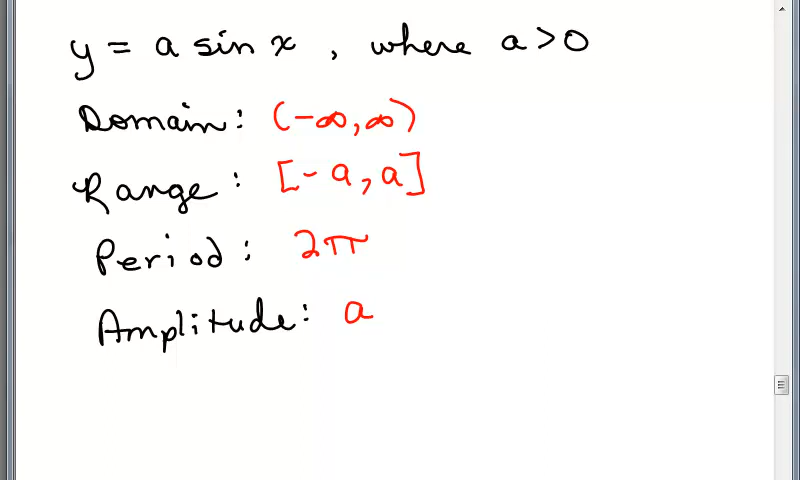 y = a sin x , where a > 0
Domain: (-∞, ∞)
Range: [-a, a]
Period: 2π
Amplitude: a